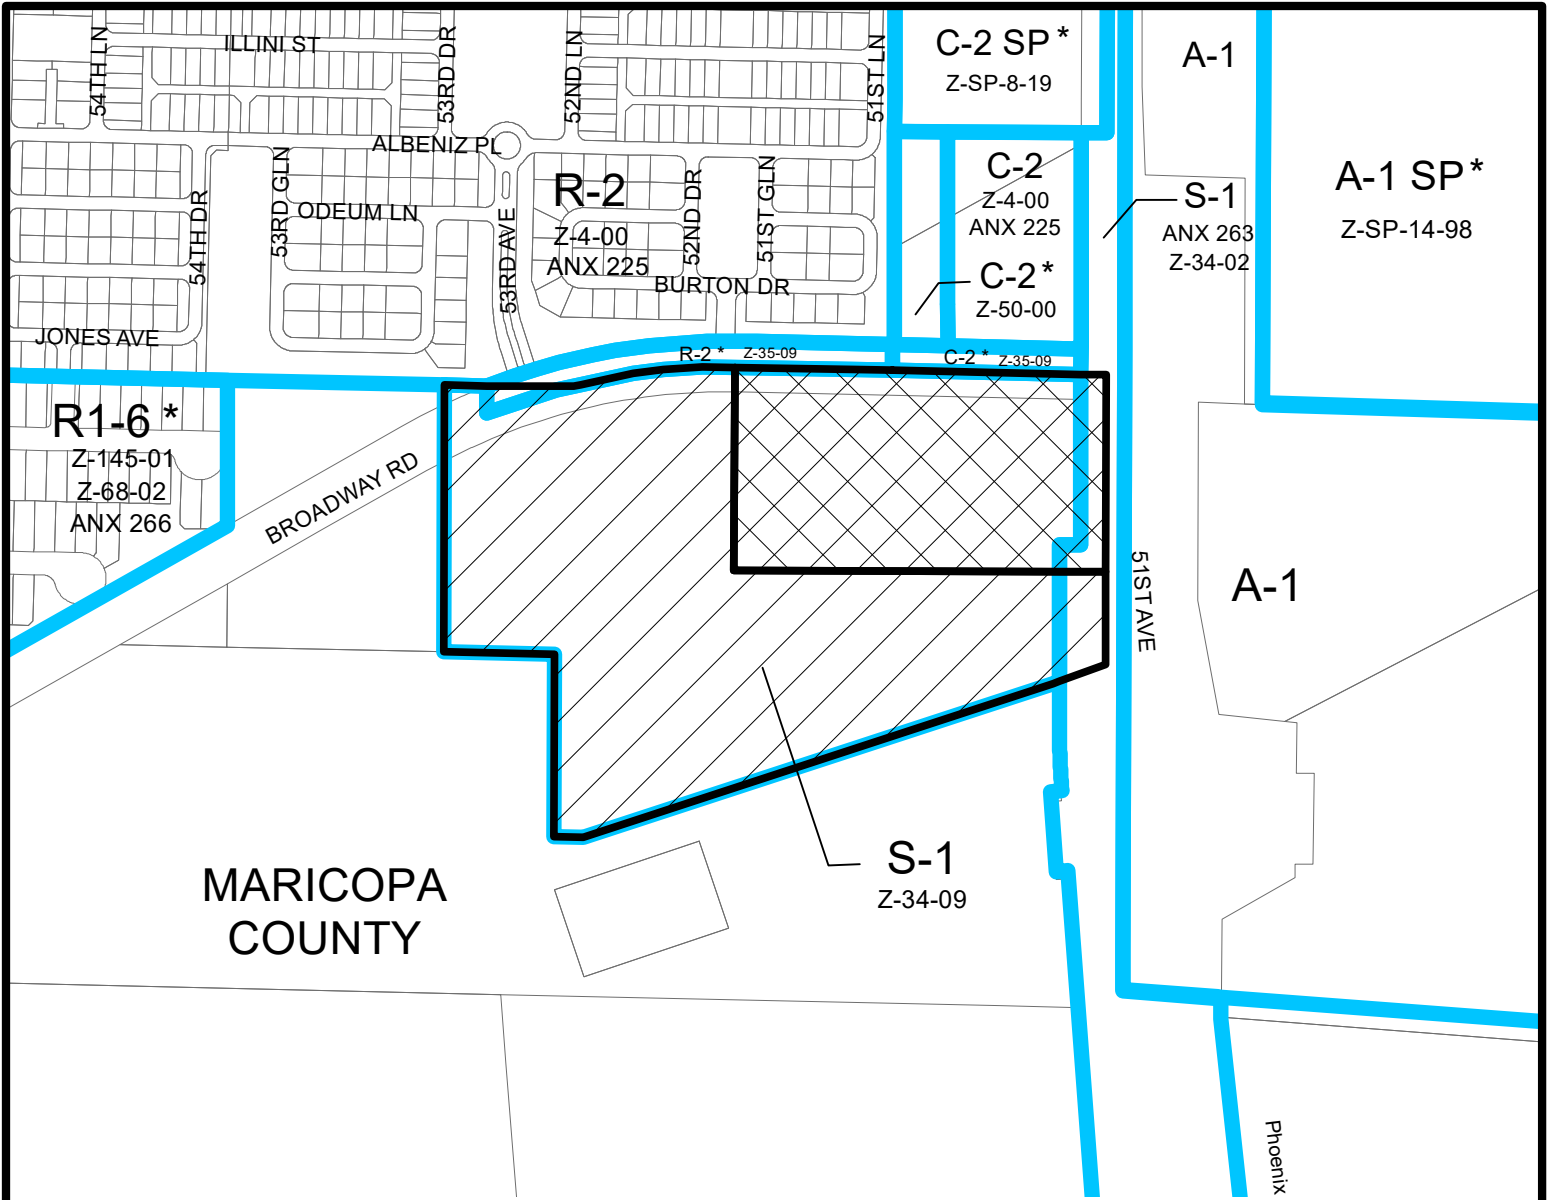 ILLINI ST
54TH LN
53RD DR
52ND LN
51ST LN
C-2 SP *
Z-SP-8-19
A-1
ALBENIZ PL
53RD GLN
54TH DR
ODEUM LN
53RD AVE
R-2
Z-4-00
ANX 225
52ND DR
51ST GLN
BURTON DR
C-2
Z-4-00
ANX 225
C-2 *
Z-50-00
S-1
ANX 263
Z-34-02
A-1 SP *
Z-SP-14-98
JONES AVE
R-2 * Z-35-09
C-2 * Z-35-09
R1-6 *
Z-145-01
Z-68-02
ANX 266
BROADWAY RD
51ST AVE
A-1
S-1
Z-34-09
MARICOPA
COUNTY
Phoenix